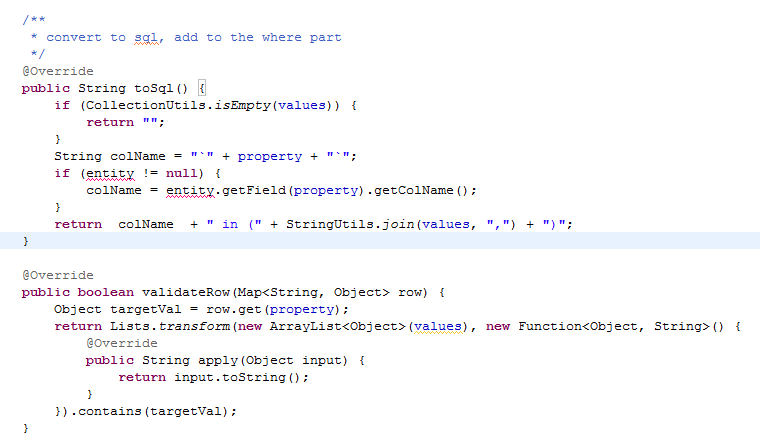 /**
 * convert to sql, add to the where part
 */
@Override
public String toSql() {
    if (CollectionUtils.isEmpty(values)) {
        return "";
    }
    String colName = "`" + property + "`";
    if (entity != null) {
        colName = entity.getField(property).getColName();
    }
    return  colName  + " in (" + StringUtils.join(values, ",") + ")";
}
@Override
public boolean validateRow(Map<String, Object> row) {
    Object targetVal = row.get(property);
    return Lists.transform(new ArrayList<Object>(values), new Function<Object, String>() {
        @Override
        public String apply(Object input) {
            return input.toString();
        }
    }).contains(targetVal);
}